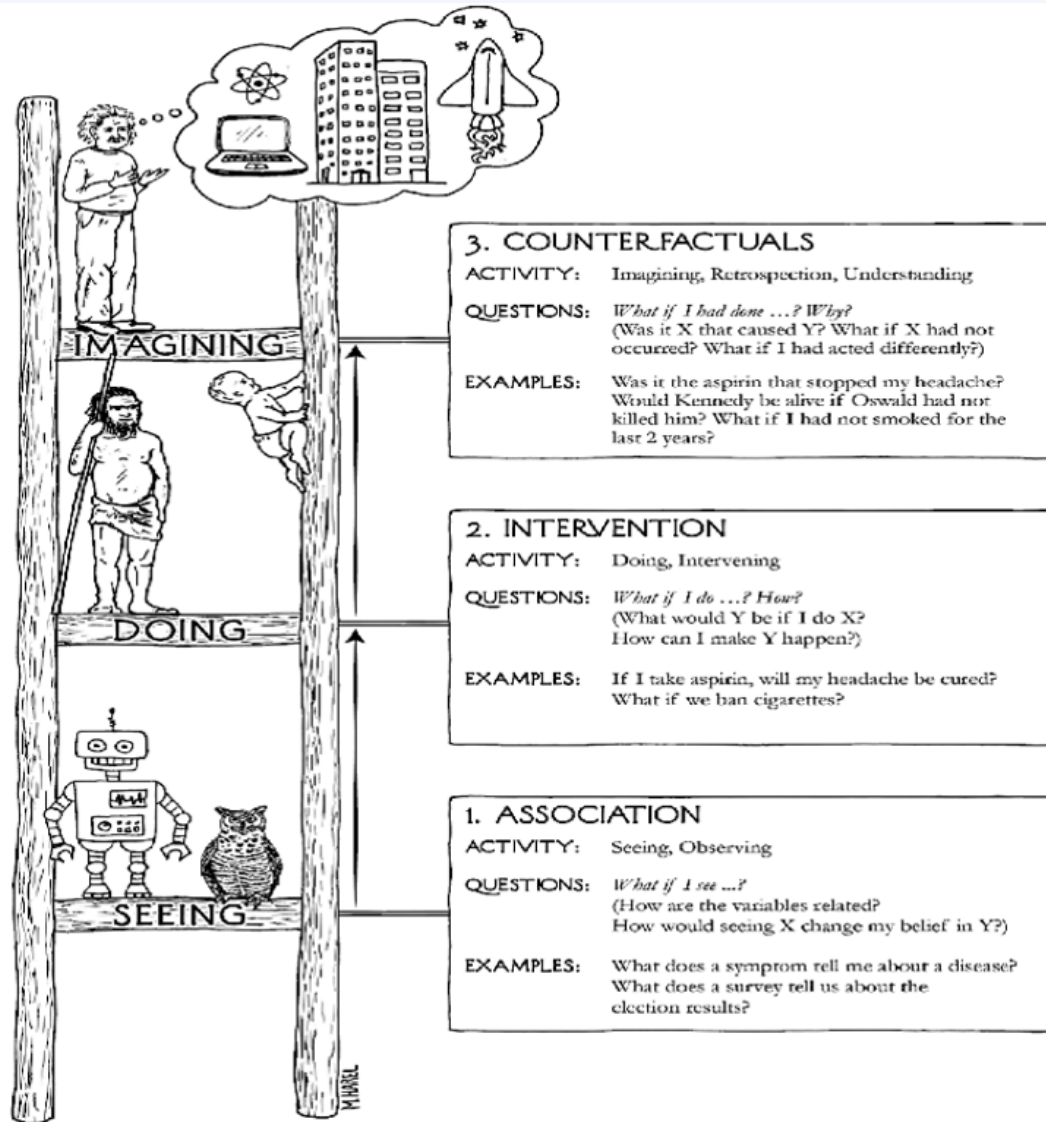 IMAGINING
DOING
SEEING
3. COUNTERFACTUALS
ACTIVITY: Imagining, Retrospection, Understanding
QUESTIONS: What if I had done ...? Why?
(Was it X that caused Y? What if X had not
occurred? What if I had acted differently?)
EXAMPLES: Was it the aspirin that stopped my headache?
Would Kennedy be alive if Oswald had not
killed him? What if I had not smoked for the
last 2 years?
2. INTERVENTION
ACTIVITY: Doing, Intervening
QUESTIONS: What if I do ...? How?
(What would Y be if I do X?
How can I make Y happen?)
EXAMPLES: If I take aspirin, will my headache be cured?
What if we ban cigarettes?
1. ASSOCIATION
ACTIVITY: Seeing, Observing
QUESTIONS: What if I see ...?
(How are the variables related?
How would seeing X change my belief in Y?)
EXAMPLES: What does a symptom tell me about a disease?
What does a survey tell us about the
election results?
M.HAREL